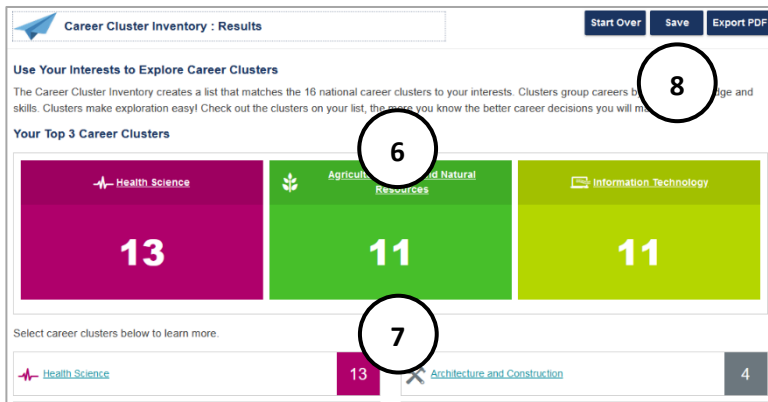 Career Cluster Inventory : Results
Start Over
Save
Export PDF
Use Your Interests to Explore Career Clusters
The Career Cluster Inventory creates a list that matches the 16 national career clusters to your interests. Clusters group careers and
skills. Clusters make exploration easy! Check out the clusters on your list, the more you know the better career decisions you will
8
Your Top 3 Career Clusters
6
Health Science
Natural
Resources
Information Technology
13
11
11
7
Select career clusters below to learn more.
Health Science
13
Architecture and Construction
4